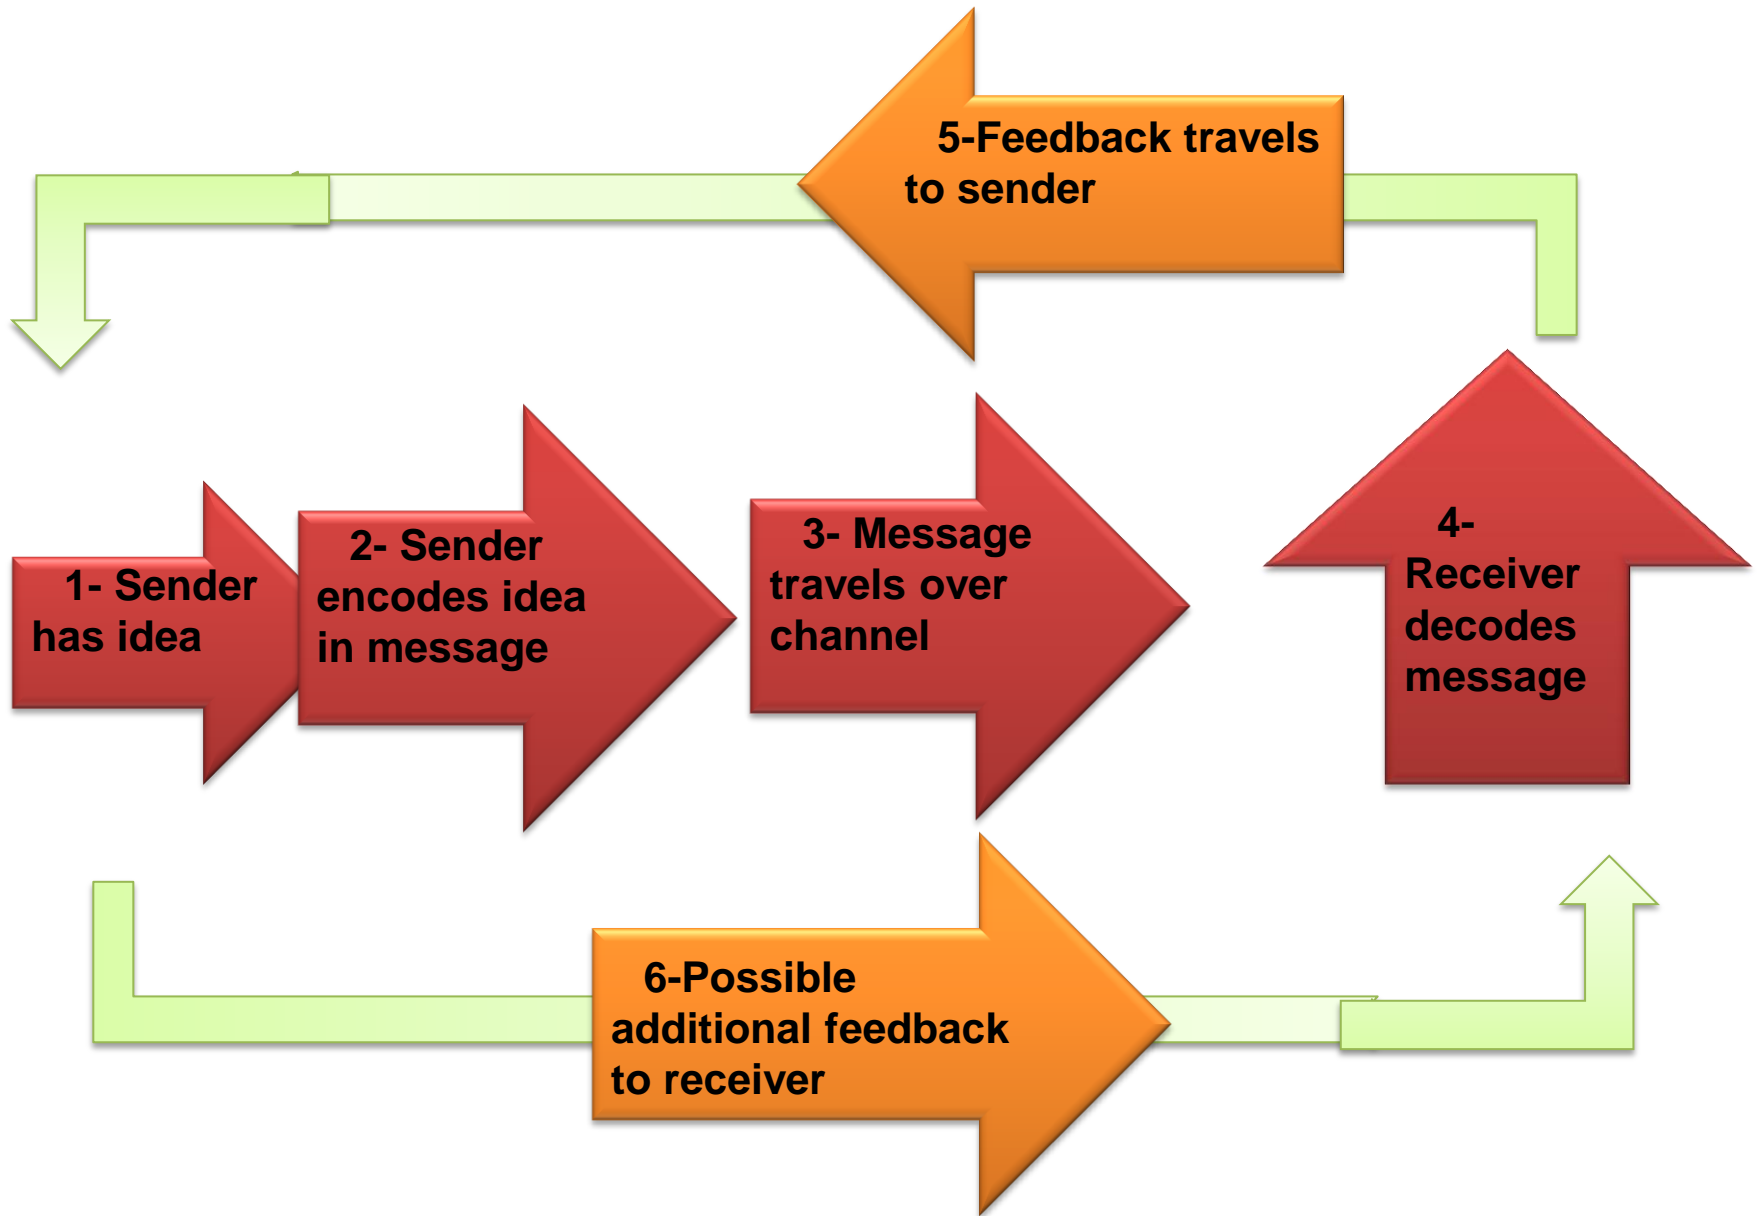 5-Feedback travels
to sender
1- Sender
has idea
2- Sender
encodes idea
in message
3- Message
travels over
channel
4-
Receiver
decodes
message
6-Possible
additional feedback
to receiver